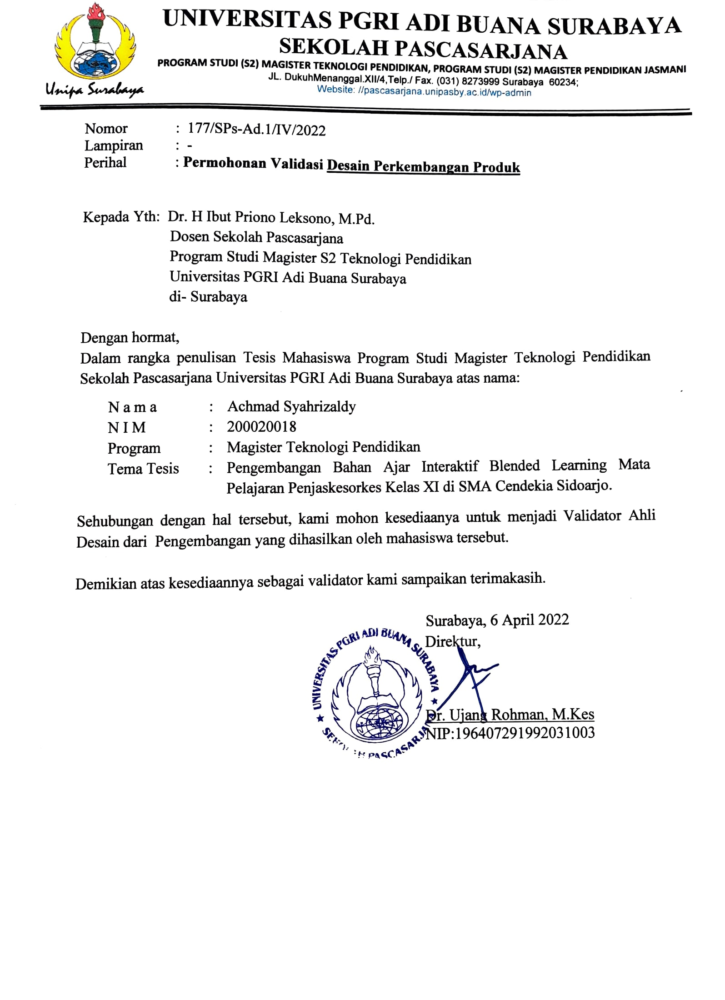 UNIVERSITAS PGRI ADI BUANA SURABAYA
SEKOLAH PASCASARJANA
PROGRAM STUDI (S2) MAGISTER TEKNOLOGI PENDIDIKAN, PROGRAM STUDI (S2) MAGISTER PENDIDIKAN JASMANI
JL. DukuhMenanggal.XII/4,Telp./ Fax. (031) 8273999 Surabaya 60234;
Website: //pascasarjana.unipasby.ac.id/wp-admin
Unipa Surabaya
Nomor : 177/SPs-Ad.1/IV/2022
Lampiran : -
Perihal : Permohonan Validasi Desain Perkembangan Produk
Kepada Yth: Dr. H Ibut Priono Leksono, M.Pd.
Dosen Sekolah Pascasarjana
Program Studi Magister S2 Teknologi Pendidikan
Universitas PGRI Adi Buana Surabaya
di- Surabaya
Dengan hormat,
Dalam rangka penulisan Tesis Mahasiswa Program Studi Magister Teknologi Pendidikan
Sekolah Pascasarjana Universitas PGRI Adi Buana Surabaya atas nama:
N a m a : Achmad Syahrizaldy
N I M : 200020018
Program : Magister Teknologi Pendidikan
Tema Tesis : Pengembangan Bahan Ajar Interaktif Blended Learning Mata
Pelajaran Penjaskesorkes Kelas XI di SMA Cendekia Sidoarjo.
Sehubungan dengan hal tersebut, kami mohon kesediaanya untuk menjadi Validator Ahli
Desain dari Pengembangan yang dihasilkan oleh mahasiswa tersebut.
Demikian atas kesediaannya sebagai validator kami sampaikan terimakasih.
Surabaya, 6 April 2022
Direktur,
UNIVERSITAS PGRI ADI BUANA SURABAYA
PASCASARJANA
Dr. Ujang Rohman, M.Kes
NIP:196407291992031003